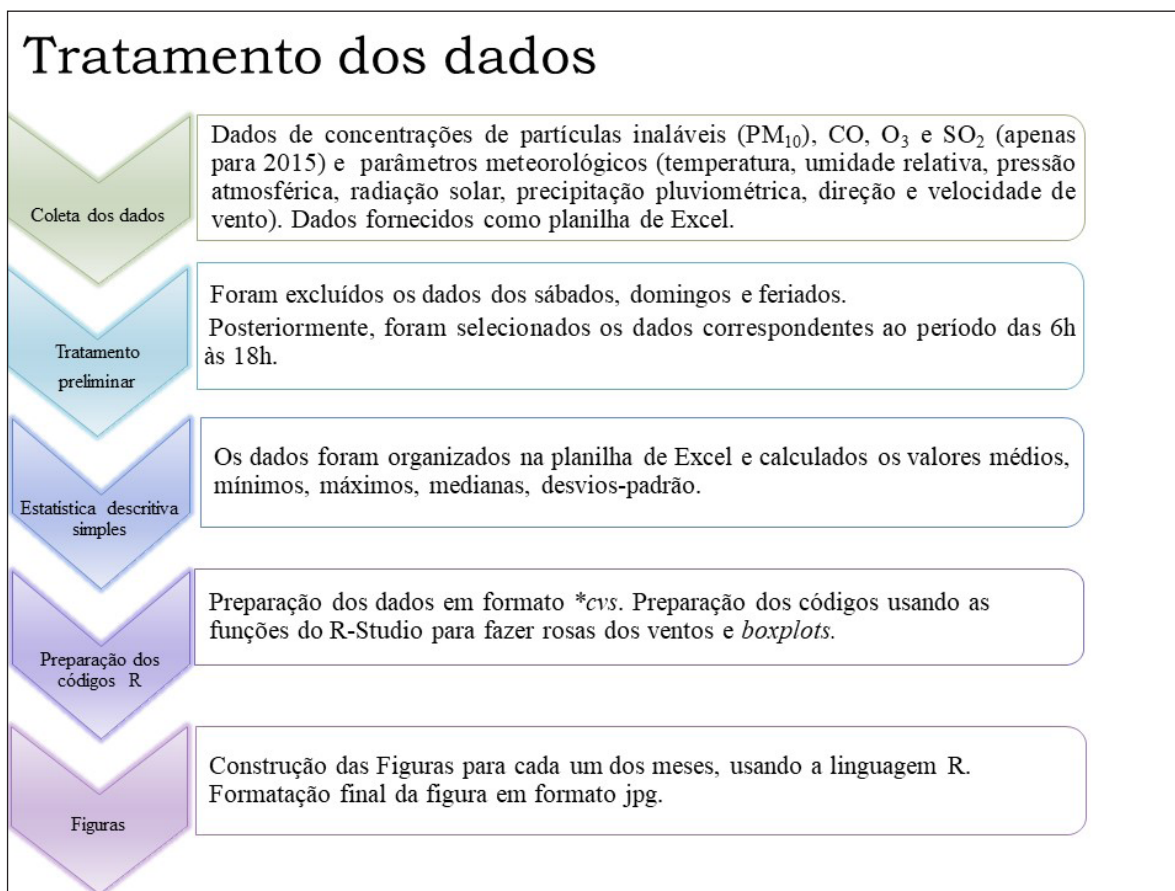 Tratamento dos dados
Coleta dos dados
Dados de concentrações de partículas inaláveis (PM₁₀), CO, O₃ e SO₂ (apenas
para 2015) e parâmetros meteorológicos (temperatura, umidade relativa, pressão
atmosférica, radiação solar, precipitação pluviométrica, direção e velocidade de
vento). Dados fornecidos como planilha de Excel.
Tratamento
preliminar
Foram excluídos os dados dos sábados, domingos e feriados.
Posteriormente, foram selecionados os dados correspondentes ao período das 6h
às 18h.
Estatística descritiva
simples
Os dados foram organizados na planilha de Excel e calculados os valores médios,
mínimos, máximos, medianas, desvios-padrão.
Preparação dos
códigos R
Preparação dos dados em formato *cvs. Preparação dos códigos usando as
funções do R-Studio para fazer rosas dos ventos e boxplots.
Figuras
Construção das Figuras para cada um dos meses, usando a linguagem R.
Formatação final da figura em formato jpg.